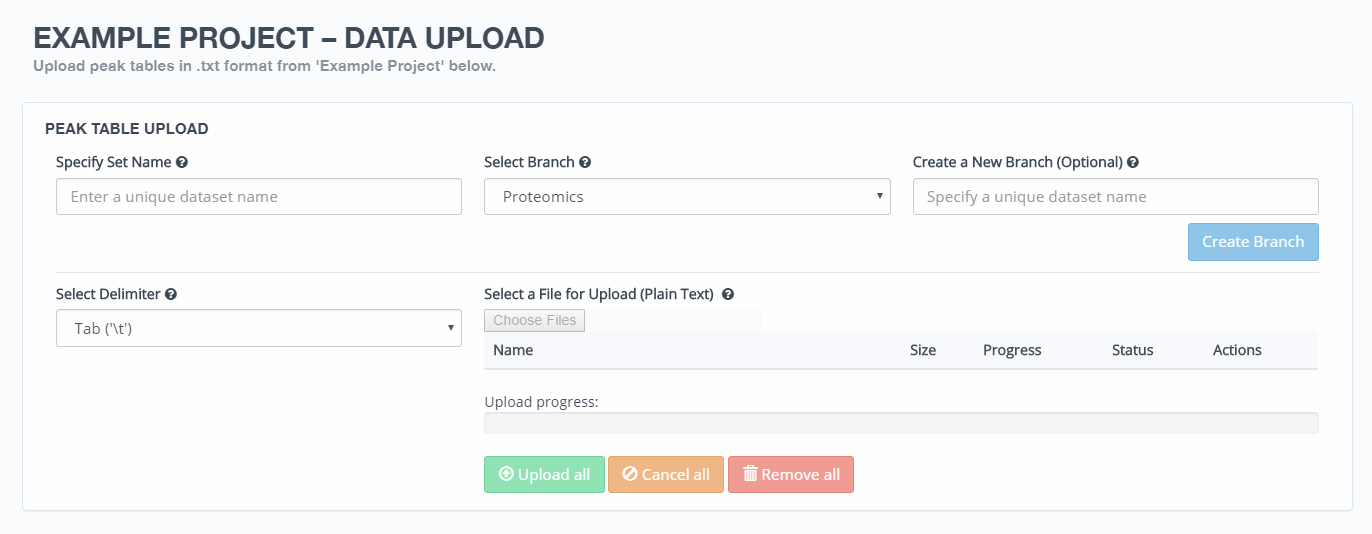 EXAMPLE PROJECT – DATA UPLOAD
Upload peak tables in .txt format from 'Example Project' below.
PEAK TABLE UPLOAD
Specify Set Name
Select Branch
Create a New Branch (Optional)
Enter a unique dataset name
Proteomics
Specify a unique dataset name
Create Branch
Select Delimiter
Select a File for Upload (Plain Text)
Tab ('\t')
Choose Files
Name Size Progress Status Actions
Upload progress:
Upload all
Cancel all
Remove all